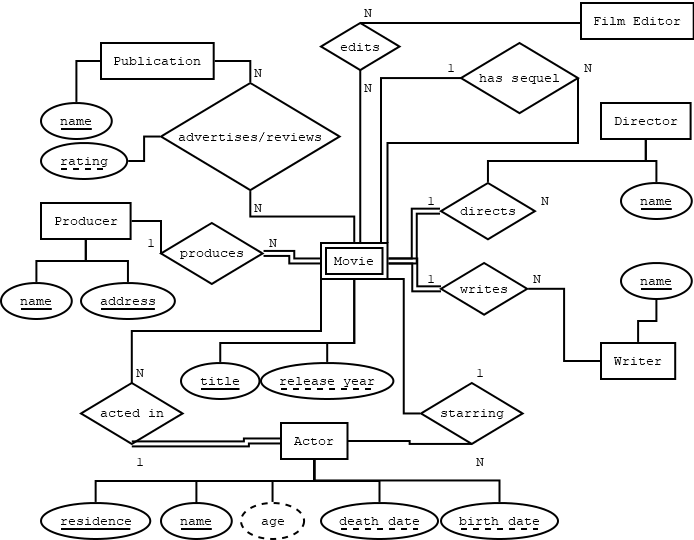 N
Film Editor
edits
1
has sequel
N
Publication
N
N
name
advertises/reviews
Director
rating
name
N
1
directs
N
Producer
1
produces
N
Movie
1
writes
N
name
name
address
Writer
N
title
release year
1
acted in
starring
Actor
1
N
residence
name
age
death date
birth date